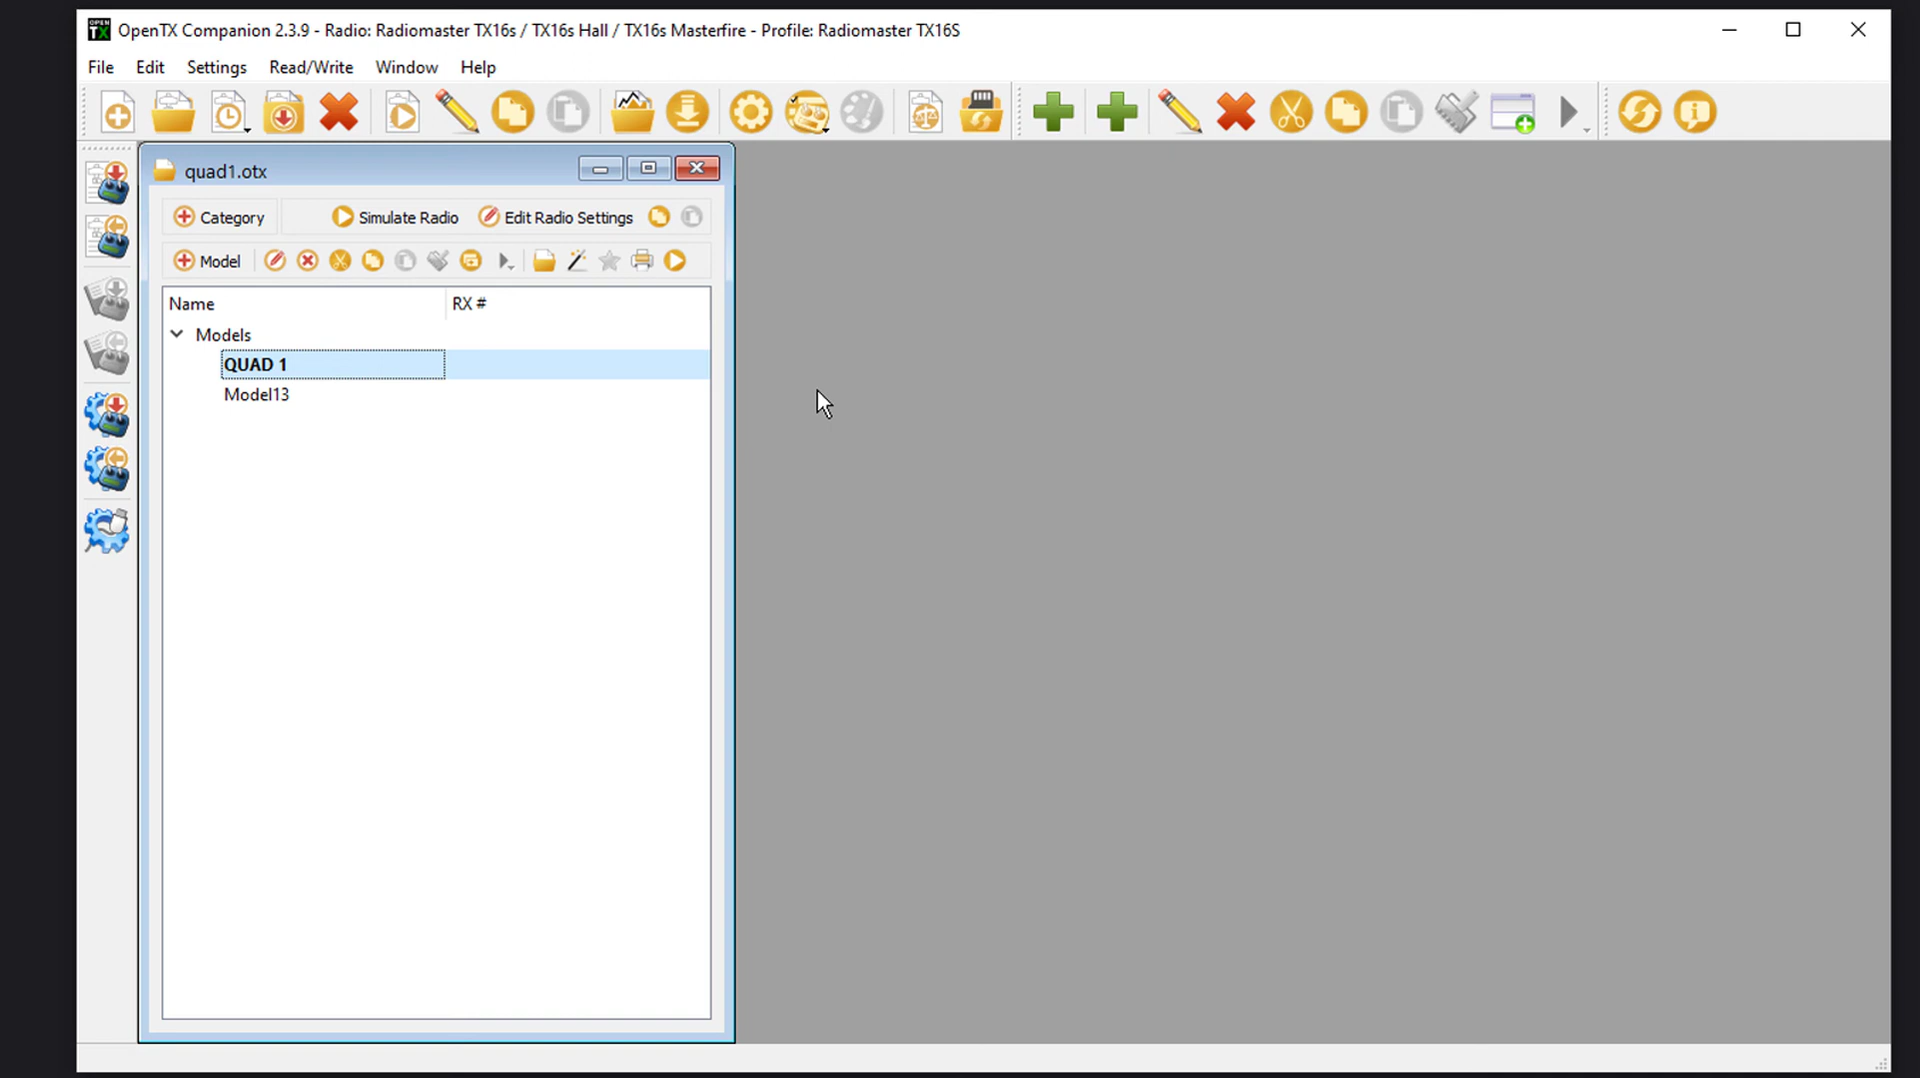 OpenTX Companion 2.3.9 - Radio: Radiomaster TX16s / TX16s Hall / TX16s Masterfire - Profile: Radiomaster TX16S
File Edit Settings Read/Write Window Help
quad1.otx
Category Simulate Radio Edit Radio Settings
Model
Name RX #
Models
QUAD 1
Model13